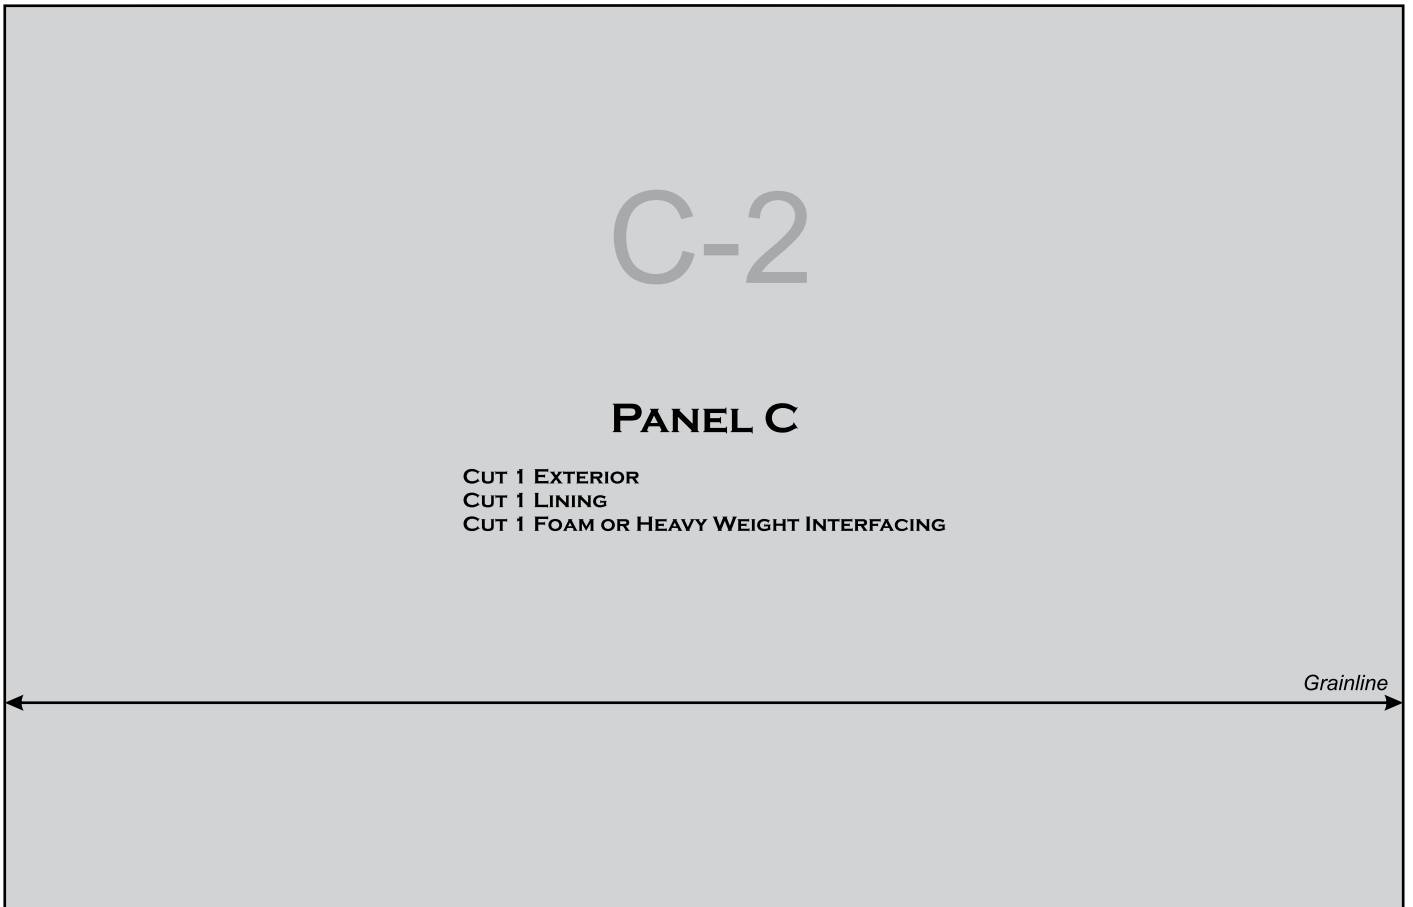 C-2
Panel C
Cut 1 Exterior
Cut 1 Lining
Cut 1 Foam or Heavy Weight Interfacing
Grainline